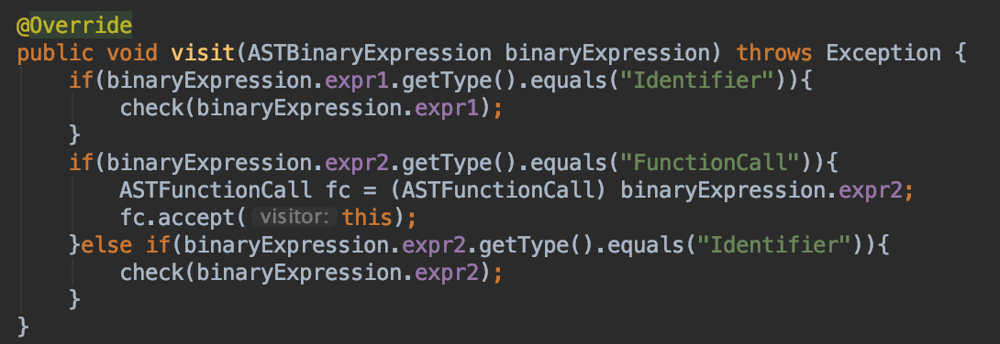 @Override
public void visit(ASTBinaryExpression binaryExpression) throws Exception {
    if(binaryExpression.expr1.getType().equals("Identifier")){
        check(binaryExpression.expr1);
    }
    if(binaryExpression.expr2.getType().equals("FunctionCall")){
        ASTFunctionCall fc = (ASTFunctionCall) binaryExpression.expr2;
        fc.accept( visitor: this);
    }else if(binaryExpression.expr2.getType().equals("Identifier")){
        check(binaryExpression.expr2);
    }
}